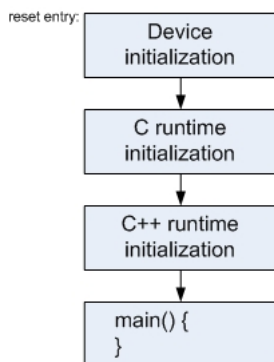 reset entry:
Device
initialization
C runtime
initialization
C++ runtime
initialization
main() {
}